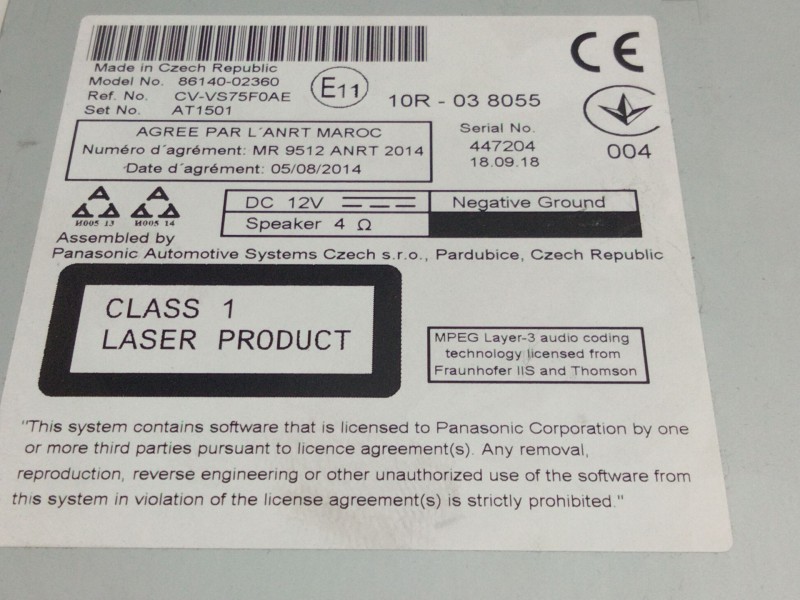 CE
Made in Czech Republic
Model No. 86140-02360
Ref. No. CV-VS75F0AE
Set No. AT1501
E11
10R - 03 8055
004
Serial No.
447204
18.09.18
AGREE PAR L'ANRT MAROC
Numéro d'agrément: MR 9512 ANRT 2014
Date d'agrément: 05/08/2014
И005 13 И005 14
DC 12V Negative Ground
Speaker 4 Ω
Assembled by
Panasonic Automotive Systems Czech s.r.o., Pardubice, Czech Republic
CLASS 1
LASER PRODUCT
MPEG Layer-3 audio coding
technology licensed from
Fraunhofer IIS and Thomson
"This system contains software that is licensed to Panasonic Corporation by one
or more third parties pursuant to licence agreement(s). Any removal,
reproduction, reverse engineering or other unauthorized use of the software from
this system in violation of the license agreement(s) is strictly prohibited."